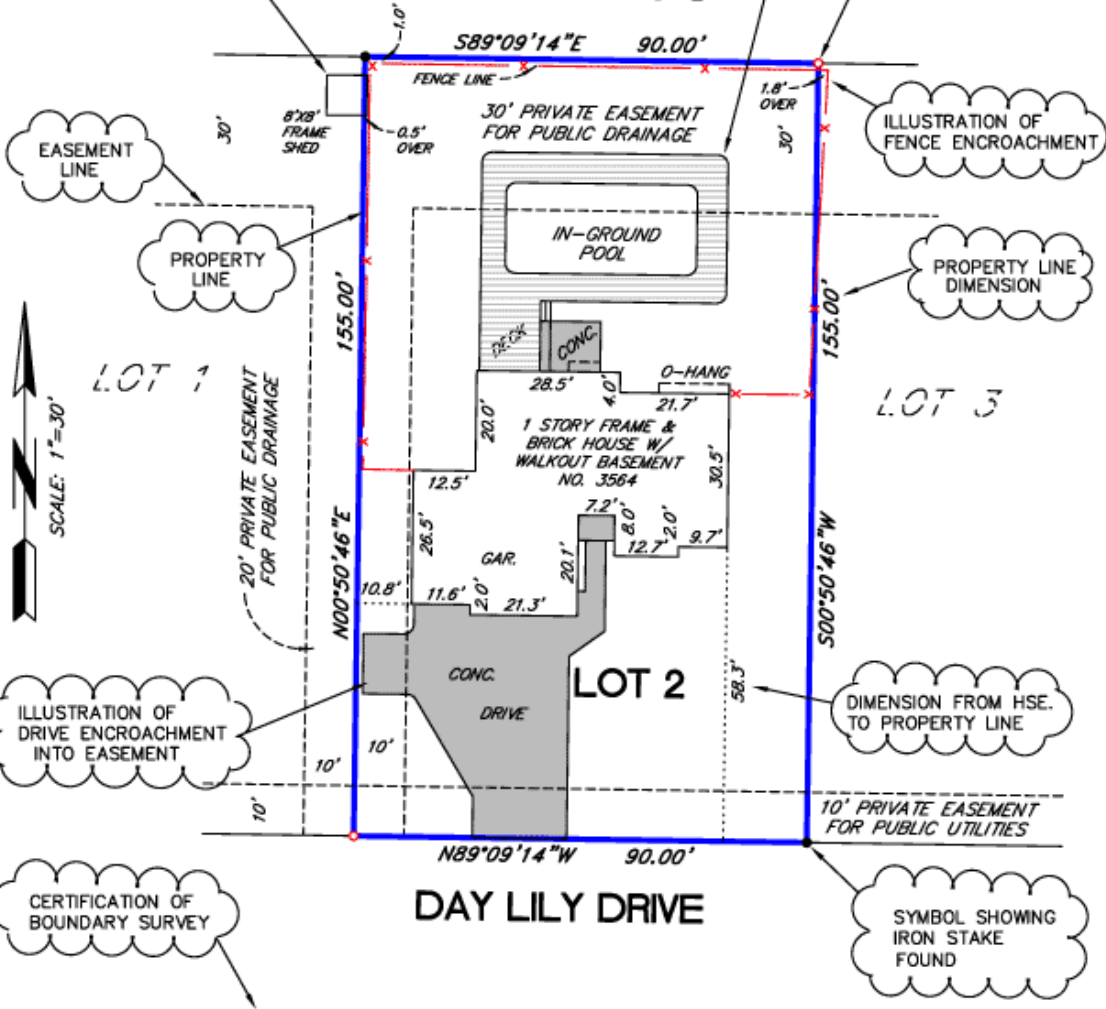 1.0'
S89°09'14"E 90.00'
FENCE LINE
1.8'
OVER
30' PRIVATE EASEMENT
FOR PUBLIC DRAINAGE
30'
30'
8'X8'
FRAME
SHED
0.5'
OVER
ILLUSTRATION OF
FENCE ENCROACHMENT
EASEMENT
LINE
PROPERTY
LINE
IN-GROUND
POOL
PROPERTY LINE
DIMENSION
155.00'
155.00'
DECK
CONC.
LOT 1
28.5'
4.0'
O-HANG
21.7'
LOT 3
SCALE: 1"=30'
N
20' PRIVATE EASEMENT
FOR PUBLIC DRAINAGE
20.0'
1 STORY FRAME &
BRICK HOUSE W/
WALKOUT BASEMENT
NO. 3564
30.5'
12.5'
7.2'
8.0'
2.0'
9.7'
12.7'
26.5'
GAR.
20.1'
N00°50'46"E
S00°50'46"W
10.8'
11.6'
2.0'
21.3'
CONC.
DRIVE
LOT 2
58.3'
ILLUSTRATION OF
DRIVE ENCROACHMENT
INTO EASEMENT
DIMENSION FROM HSE.
TO PROPERTY LINE
10'
10'
10'
10' PRIVATE EASEMENT
FOR PUBLIC UTILITIES
N89°09'14"W 90.00'
DAY LILY DRIVE
CERTIFICATION OF
BOUNDARY SURVEY
SYMBOL SHOWING
IRON STAKE
FOUND